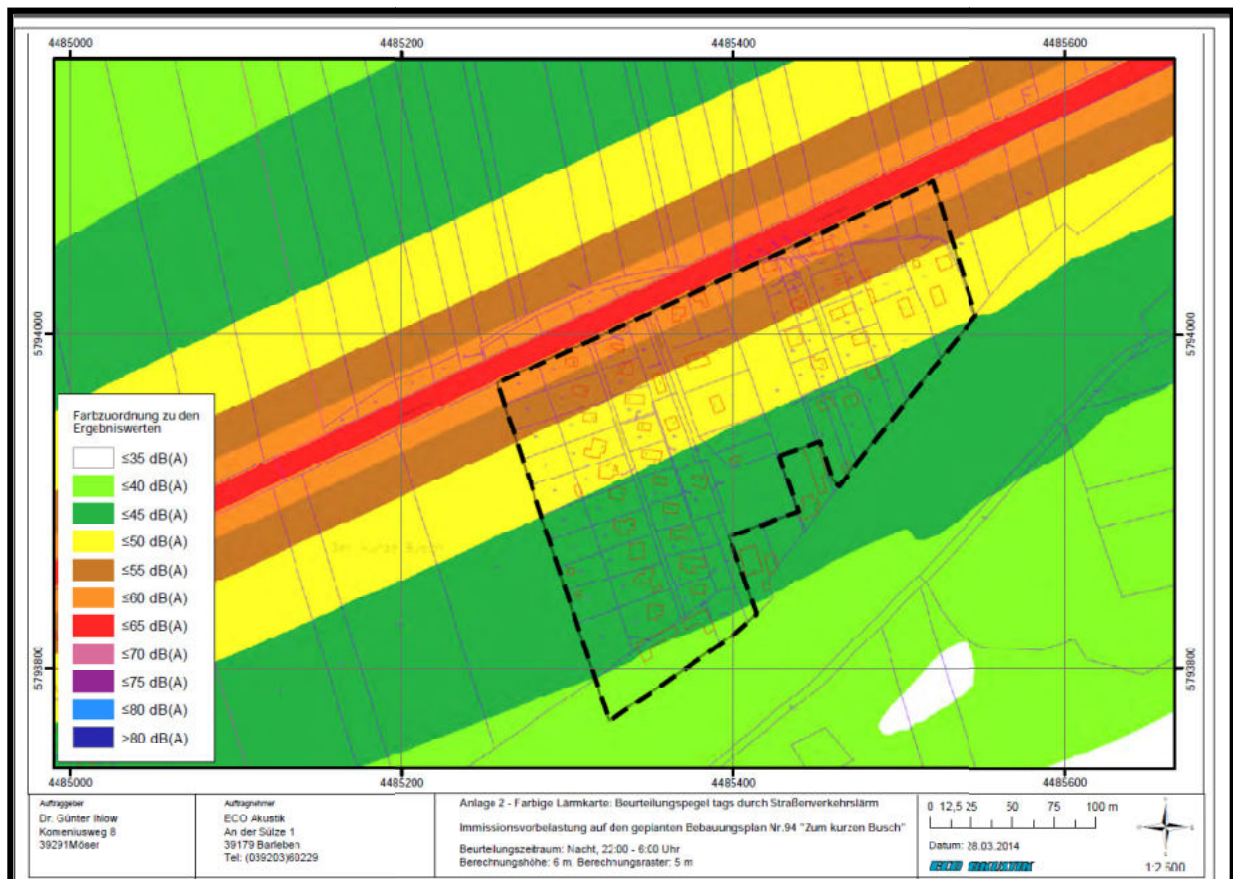 4485000 4485200 4485400 4485600
5794000 5794000
Farbzuordnung zu den
Ergebniswerten
≤35 dB(A)
≤40 dB(A)
≤45 dB(A)
≤50 dB(A)
≤55 dB(A)
≤60 dB(A)
≤65 dB(A)
≤70 dB(A)
≤75 dB(A)
≤80 dB(A)
>80 dB(A)
5793800 5793800
4485000 4485200 4485400 4485600
Auftraggeber
Dr. Günter Ihlow
Komeniusweg 8
39291Möser
Auftragnehmer
ECO Akustik
An der Sülze 1
39179 Barleben
Tel: (039203)60229
Anlage 2 - Farbige Lärmkarte: Beurteilungspegel tags durch Straßenverkehrslärm
Immissionsvorbelastung auf den geplanten Bebauungsplan Nr.94 "Zum kurzen Busch"
Beurteilungszeitraum: Nacht, 22:00 - 6:00 Uhr
Berechnungshöhe: 6 m Berechnungsraster: 5 m
0 12,5 25 50 75 100 m
Datum: 28.03.2014
ECO AKUSTIK
1:2.500